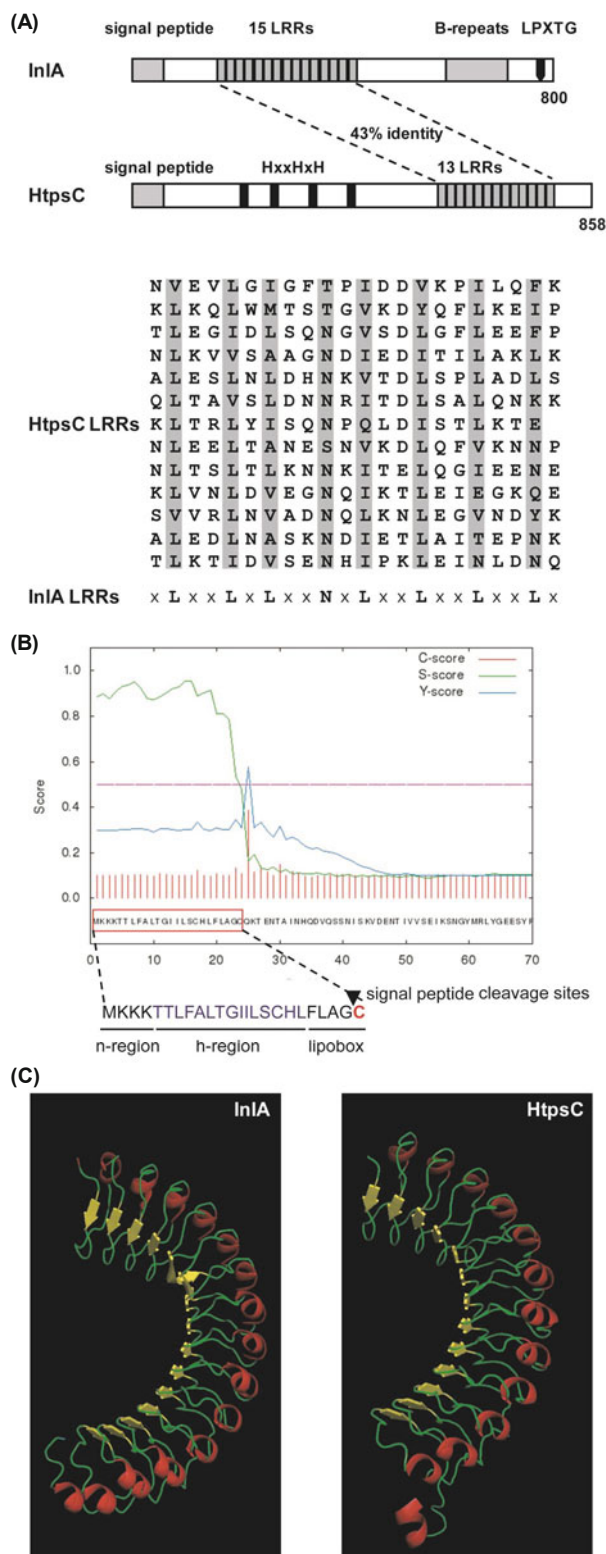 (A)
signal peptide 15 LRRs B-repeats LPXTG
InlA
800
43% identity
signal peptide HxxHxH 13 LRRs
HtpsC
858
N V E V L G I G F T P I D D V K P I L Q F K
K L K Q L W M T S T G V K D Y Q F L K E I P
T L E G I D L S Q N G V S D L G F L E E F P
N L K V V S A A G N D I E D I T I L A K L K
A L E S L N L D H N K V T D L S P L A D L S
Q L T A V S L D N N R I T D L S A L Q N K K
HtpsC LRRs K L T R L Y I S Q N P Q L D I S T L K T E
N L E E L T A N E S N V K D L Q F V K N N P
N L T S L T L K N N K I T E L Q G I E E N E
K L V N L D V E G N Q I K T L E I E G K Q E
S V V R L N V A D N Q L K N L E G V N D Y K
A L E D L N A S K N D I E T L A I T E P N K
T L K T I D V S E N H I P K L E I N L D N Q
InlA LRRs x L x x L x L x x N x L x x L x x L x x L x
(B)
C-score
S-score
Y-score
1.0
0.8
0.6
0.4
0.2
0.0
Score
MKKKTTLFALTGIILSCHLFLAGCQKTENTAINHQDVQSSNISKVDENTIVVSEIKSNGYMRLYGEESYF
0 10 20 30 40 50 60 70
signal peptide cleavage sites
MKKKTTLFALTGIILSCHLFLAGC
n-region h-region lipobox
(C)
InlA HtpsC